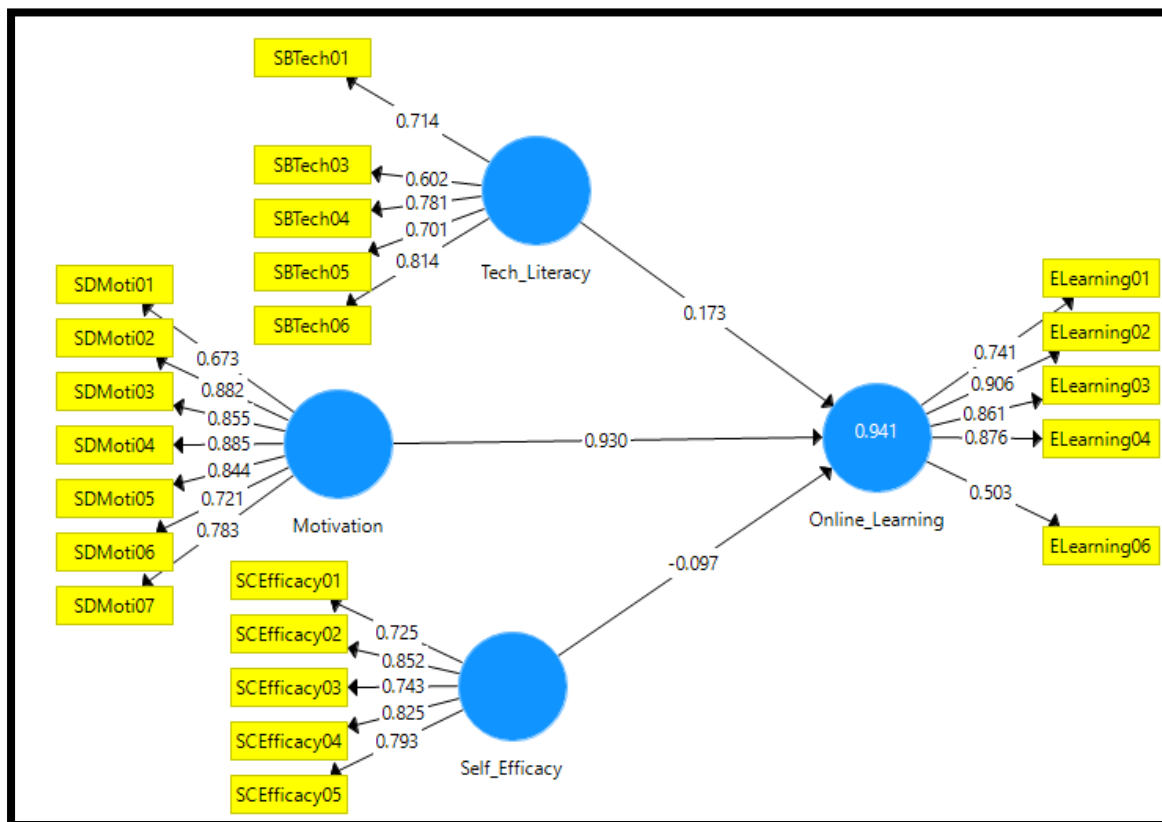 SBTech01
0.714
SBTech03
0.602
SBTech04
0.781
SBTech05
0.701
SBTech06
0.814
Tech_Literacy
0.173
SDMoti01
0.673
SDMoti02
0.882
SDMoti03
0.855
SDMoti04
0.885
SDMoti05
0.844
SDMoti06
0.721
SDMoti07
0.783
Motivation
0.930
SCEfficacy01
0.725
SCEfficacy02
0.852
SCEfficacy03
0.743
SCEfficacy04
0.825
SCEfficacy05
0.793
Self_Efficacy
-0.097
0.941
Online_Learning
ELearning01
0.741
ELearning02
0.906
ELearning03
0.861
ELearning04
0.876
ELearning06
0.503